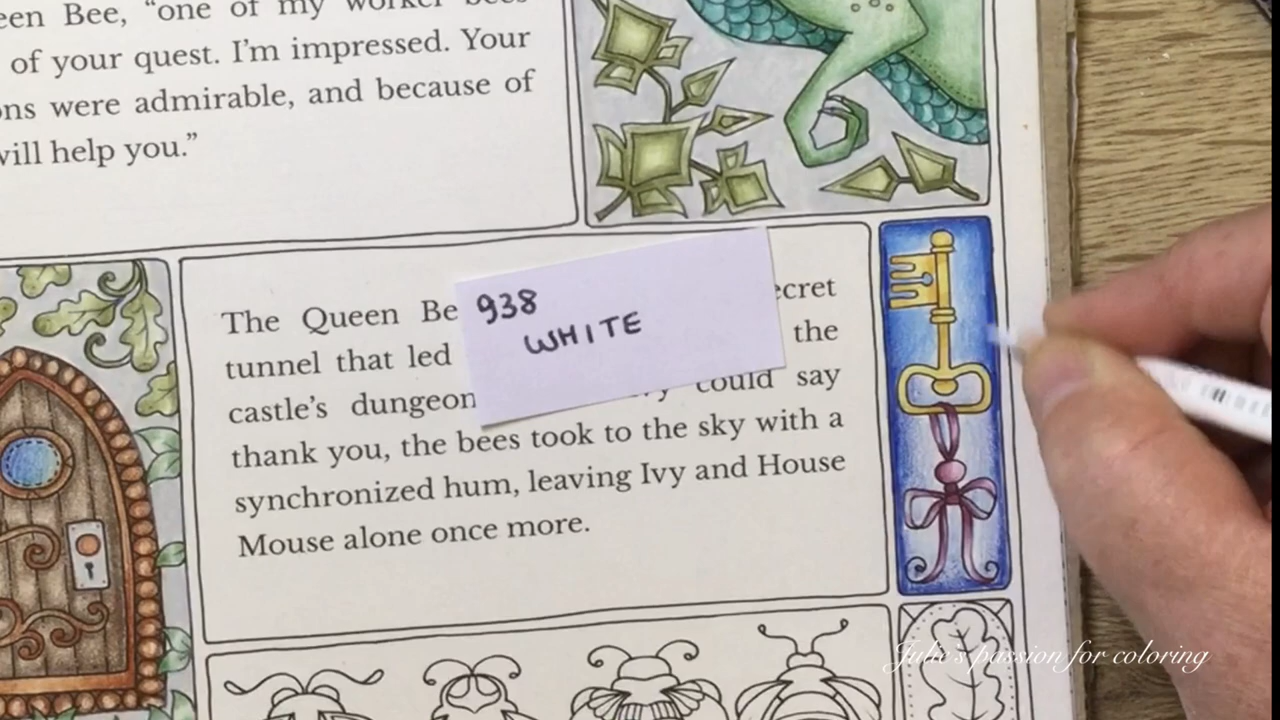 een Bee, “one of my worker bees
of your quest. I’m impressed. Your
ons were admirable, and because of
will help you.”
The Queen Be
ecret
tunnel that led
the
castle’s dungeon
could say
thank you, the bees took to the sky with a
synchronized hum, leaving Ivy and House
Mouse alone once more.
938
WHITE
Julie's passion for coloring